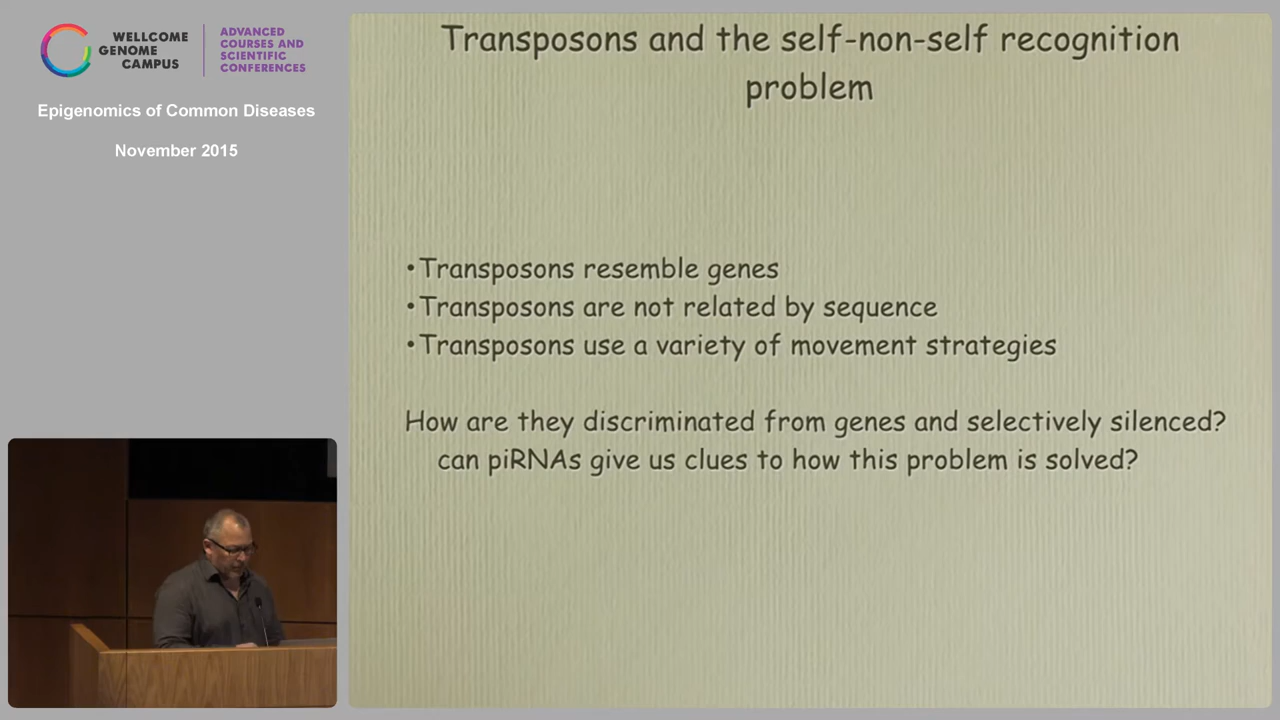 WELLCOME
GENOME
CAMPUS
ADVANCED
COURSES AND
SCIENTIFIC
CONFERENCES
Epigenomics of Common Diseases
November 2015
Transposons and the self-non-self recognition
problem
•Transposons resemble genes
•Transposons are not related by sequence
•Transposons use a variety of movement strategies
How are they discriminated from genes and selectively silenced?
can piRNAs give us clues to how this problem is solved?